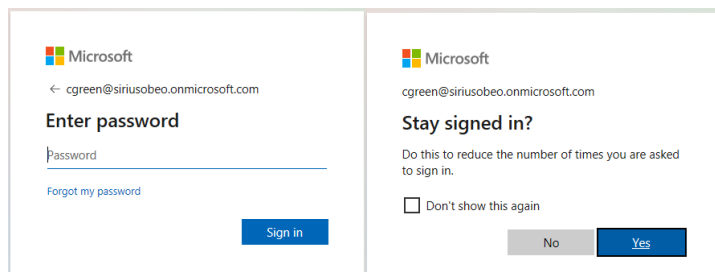 Microsoft
← cgreen@siriusobeo.onmicrosoft.com
Enter password
Password
Forgot my password
Sign in
Microsoft
cgreen@siriusobeo.onmicrosoft.com
Stay signed in?
Do this to reduce the number of times you are asked
to sign in.
Don't show this again
No
Yes